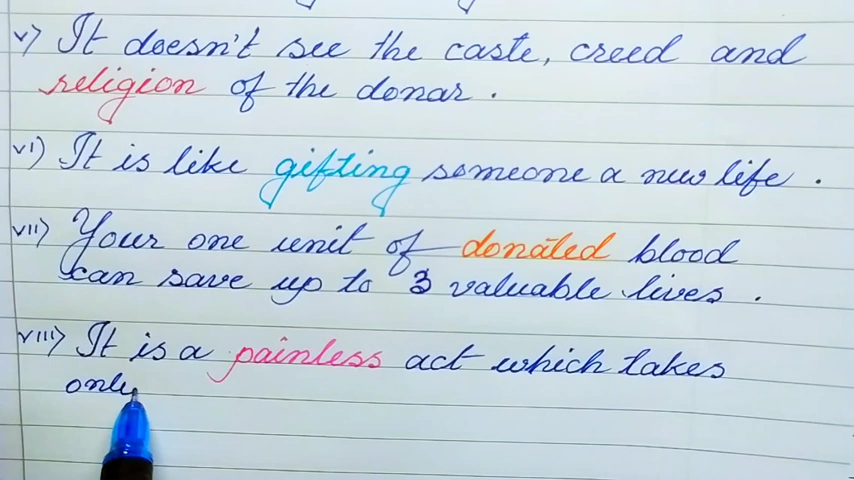 v) It doesn't see the caste, creed and
religion of the donar.
vi) It is like gifting someone a new life.
vii) Your one unit of donated blood
can save up to 3 valuable lives.
viii) It is a painless act which takes
only